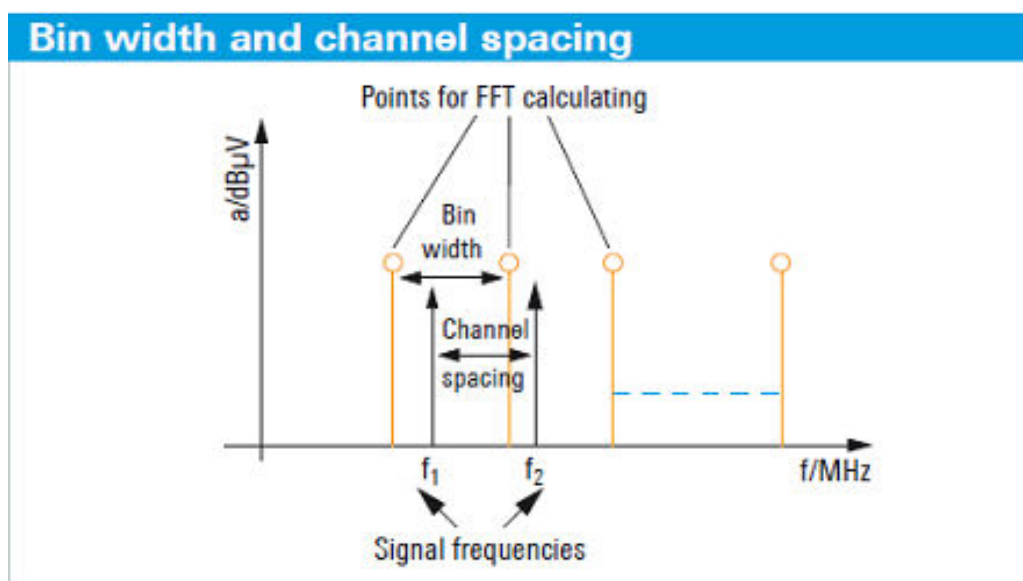 Bin width and channel spacing
Points for FFT calculating
a/dBµV
Bin
width
Channel
spacing
f₁
f₂
f/MHz
Signal frequencies